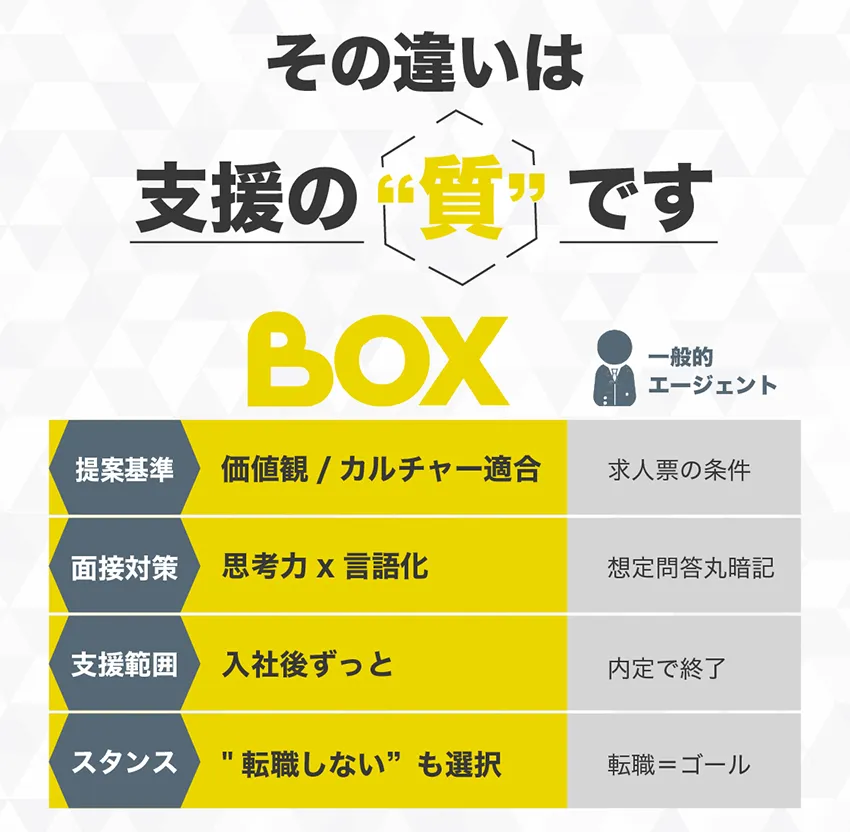 その違いは
支援の“質”です
BOX
一般的
エージェント
提案基準 価値観 / カルチャー適合 求人票の条件
面接対策 思考力 x 言語化 想定問答丸暗記
支援範囲 入社後ずっと 内定で終了
スタンス "転職しない”も選択 転職＝ゴール